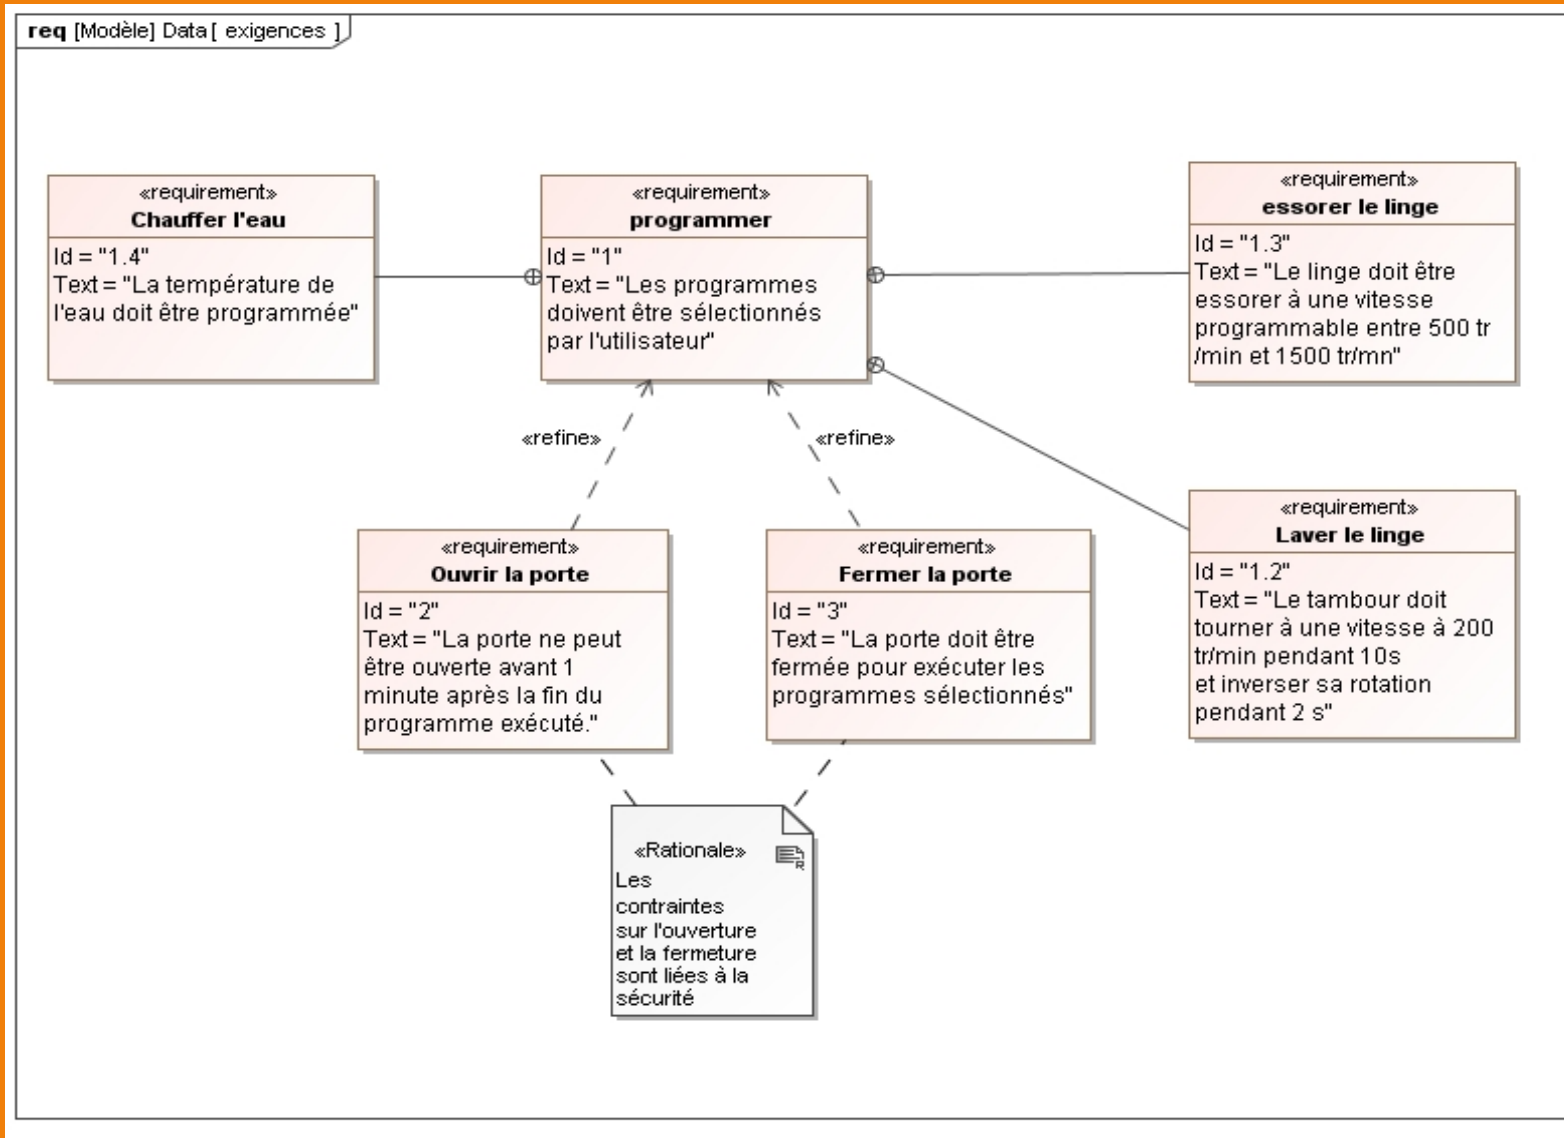 req [Modèle] Data [ exigences ]
«requirement»
Chauffer l'eau
Id = "1.4"
Text = "La température de
l'eau doit être programmée"
«requirement»
programmer
Id = "1"
Text = "Les programmes
doivent être sélectionnés
par l'utilisateur"
«requirement»
essorer le linge
Id = "1.3"
Text = "Le linge doit être
essorer à une vitesse
programmable entre 500 tr
/min et 1500 tr/mn"
«refine»
«refine»
«requirement»
Ouvrir la porte
Id = "2"
Text = "La porte ne peut
être ouverte avant 1
minute après la fin du
programme exécuté."
«requirement»
Fermer la porte
Id = "3"
Text = "La porte doit être
fermée pour exécuter les
programmes sélectionnés"
«requirement»
Laver le linge
Id = "1.2"
Text = "Le tambour doit
tourner à une vitesse à 200
tr/min pendant 10s
et inverser sa rotation
pendant 2 s"
«Rationale»
R
Les
contraintes
sur l'ouverture
et la fermeture
sont liées à la
sécurité